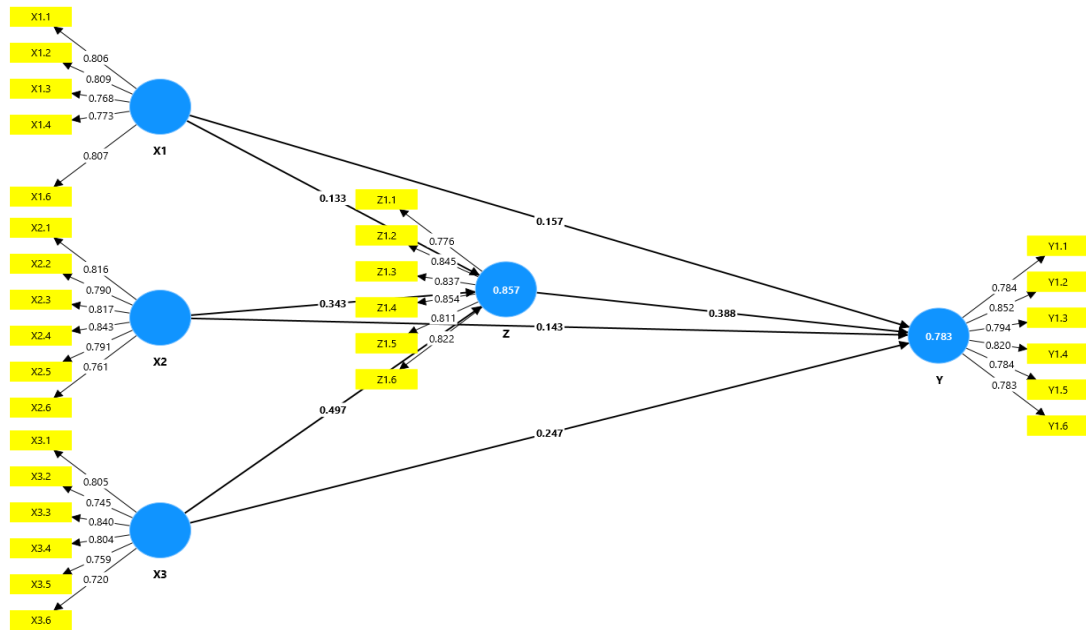 X1.1
X1.2
X1.3
X1.4
X1.6
0.806
0.809
0.768
0.773
0.807
X1
X2.1
X2.2
X2.3
X2.4
X2.5
X2.6
0.816
0.790
0.817
0.843
0.791
0.761
X2
X3.1
X3.2
X3.3
X3.4
X3.5
X3.6
0.805
0.745
0.840
0.804
0.759
0.720
X3
0.133
0.343
0.497
Z1.1
Z1.2
Z1.3
Z1.4
Z1.5
Z1.6
0.776
0.845
0.837
0.854
0.811
0.822
0.857
Z
0.157
0.388
0.143
0.247
0.783
Y
0.784
0.852
0.794
0.820
0.784
0.783
Y1.1
Y1.2
Y1.3
Y1.4
Y1.5
Y1.6